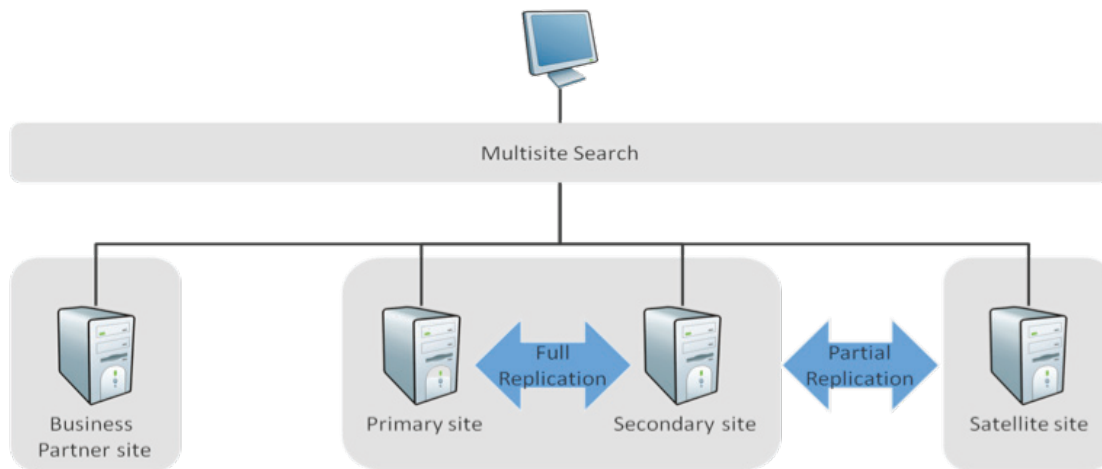 Multisite Search
Full
Replication
Partial
Replication
Business
Partner site
Primary site
Secondary site
Satellite site